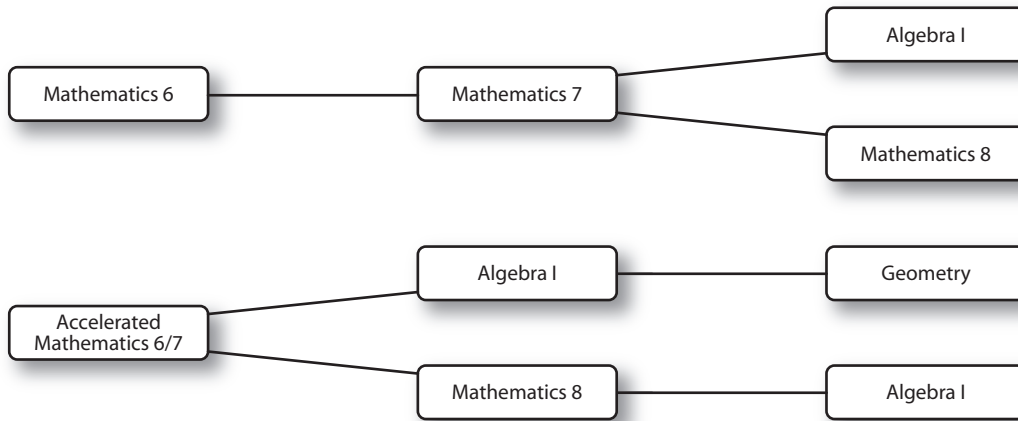 Algebra I
Mathematics 6
Mathematics 7
Mathematics 8
Algebra I
Geometry
Accelerated
Mathematics 6/7
Mathematics 8
Algebra I